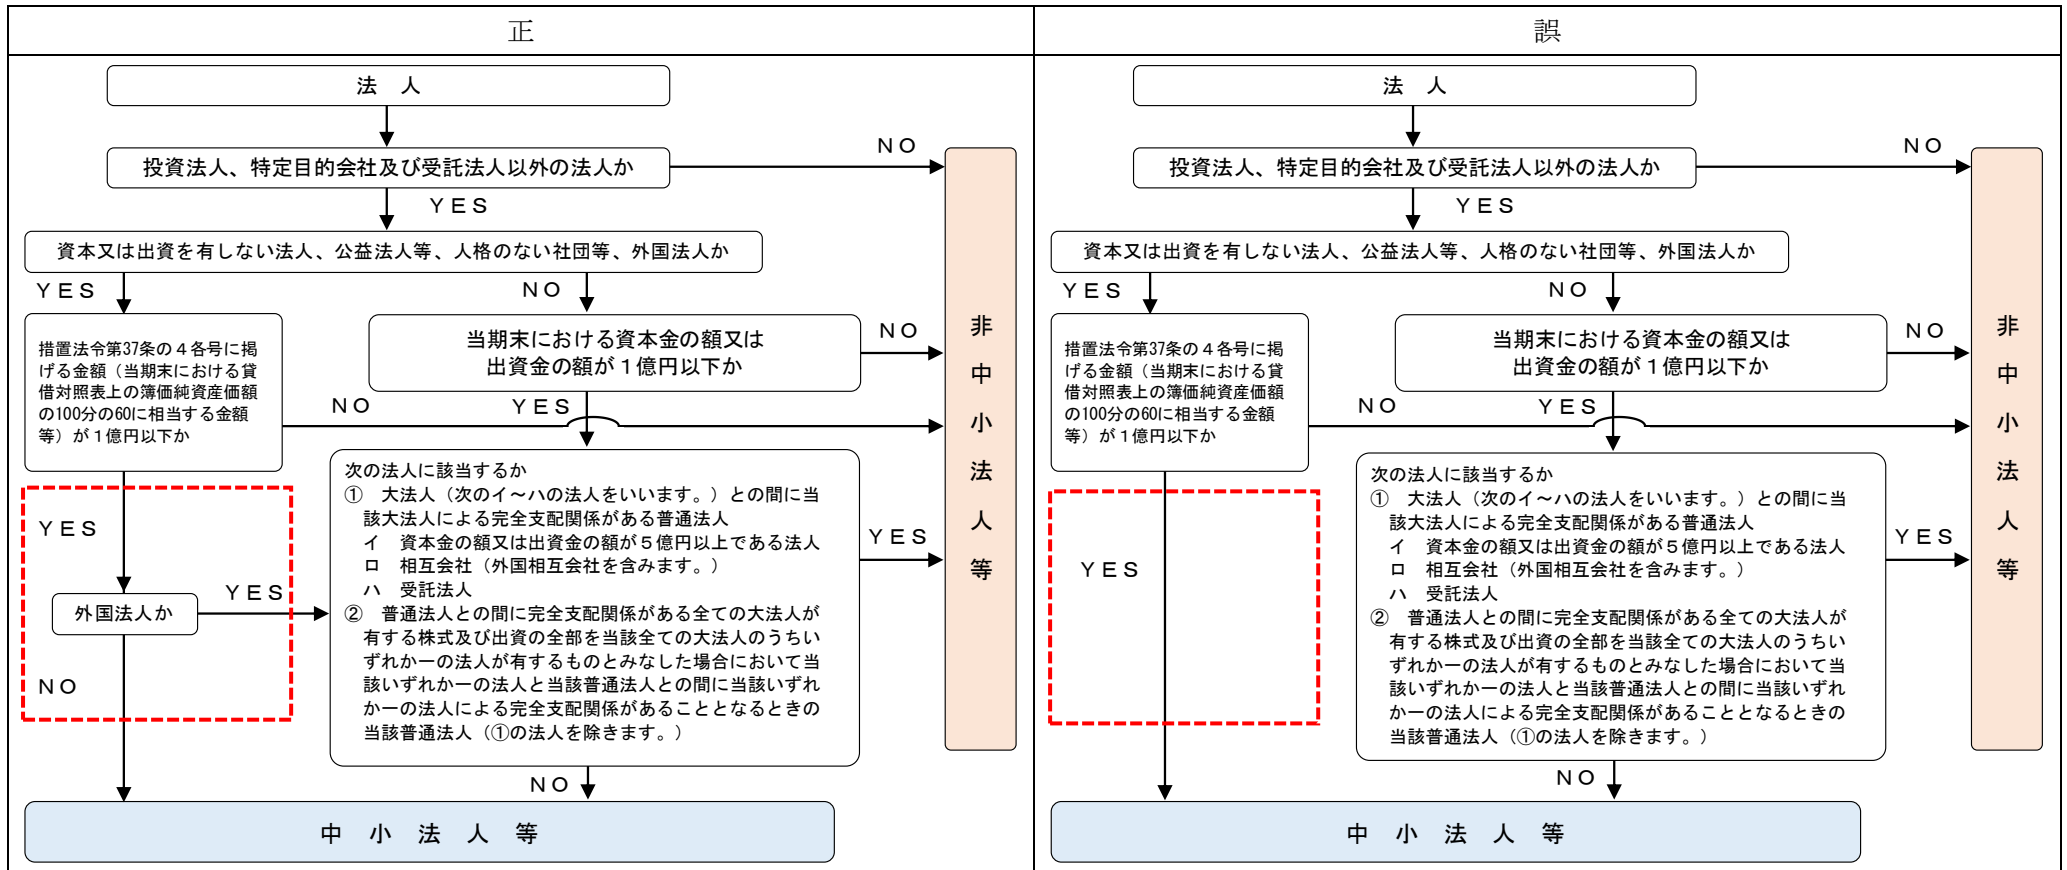 正
法　人
NO
投資法人、特定目的会社及び受託法人以外の法人か
YES
資本又は出資を有しない法人、公益法人等、人格のない社団等、外国法人か
YES
NO
措置法令第37条の４各号に掲
げる金額（当期末における貸
借対照表上の簿価純資産価額
の100分の60に相当する金額
等）が１億円以下か
当期末における資本金の額又は
出資金の額が１億円以下か
NO
NO
YES
YES
外国法人か
YES
NO
次の法人に該当するか
①　大法人（次のイ～ハの法人をいいます。）との間に当
該大法人による完全支配関係がある普通法人
イ　資本金の額又は出資金の額が５億円以上である法人
ロ　相互会社（外国相互会社を含みます。）
ハ　受託法人
②　普通法人との間に完全支配関係がある全ての大法人が
有する株式及び出資の全部を当該全ての大法人のうちい
ずれか一の法人が有するものとみなした場合において当
該いずれか一の法人と当該普通法人との間に当該いずれ
か一の法人による完全支配関係があることとなるときの
当該普通法人（①の法人を除きます。）
YES
NO
非中小法人等
中小法人等
誤
法　人
NO
投資法人、特定目的会社及び受託法人以外の法人か
YES
資本又は出資を有しない法人、公益法人等、人格のない社団等、外国法人か
YES
NO
措置法令第37条の４各号に掲
げる金額（当期末における貸
借対照表上の簿価純資産価額
の100分の60に相当する金額
等）が１億円以下か
当期末における資本金の額又は
出資金の額が１億円以下か
NO
NO
YES
YES
次の法人に該当するか
①　大法人（次のイ～ハの法人をいいます。）との間に当
該大法人による完全支配関係がある普通法人
イ　資本金の額又は出資金の額が５億円以上である法人
ロ　相互会社（外国相互会社を含みます。）
ハ　受託法人
②　普通法人との間に完全支配関係がある全ての大法人が
有する株式及び出資の全部を当該全ての大法人のうちい
ずれか一の法人が有するものとみなした場合において当
該いずれか一の法人と当該普通法人との間に当該いずれ
か一の法人による完全支配関係があることとなるときの
当該普通法人（①の法人を除きます。）
YES
NO
非中小法人等
中小法人等